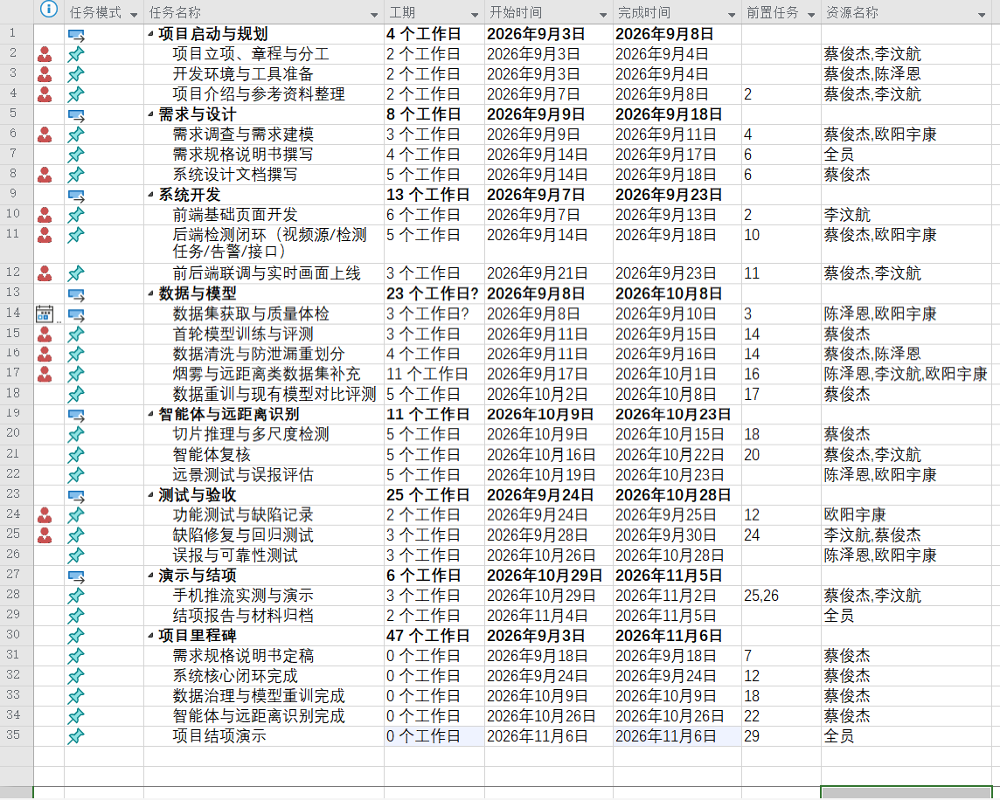 任务模式 任务名称 工期 开始时间 完成时间 前置任务 资源名称
1 项目启动与规划 4 个工作日 2026年9月3日 2026年9月8日
2 项目立项、章程与分工 2 个工作日 2026年9月3日 2026年9月4日 蔡俊杰,李汶航
3 开发环境与工具准备 2 个工作日 2026年9月3日 2026年9月4日 蔡俊杰,陈泽恩
4 项目介绍与参考资料整理 2 个工作日 2026年9月7日 2026年9月8日 2 蔡俊杰,李汶航
5 需求与设计 8 个工作日 2026年9月9日 2026年9月18日
6 需求调查与需求建模 3 个工作日 2026年9月9日 2026年9月11日 4 蔡俊杰,欧阳宇康
7 需求规格说明书撰写 4 个工作日 2026年9月14日 2026年9月17日 6 全员
8 系统设计文档撰写 5 个工作日 2026年9月14日 2026年9月18日 6 蔡俊杰
9 系统开发 13 个工作日 2026年9月7日 2026年9月23日
10 前端基础页面开发 6 个工作日 2026年9月7日 2026年9月13日 2 李汶航
11 后端检测闭环（视频源/检测 5 个工作日 2026年9月14日 2026年9月18日 10 蔡俊杰,欧阳宇康
任务/告警/接口）
12 前后端联调与实时画面上线 3 个工作日 2026年9月21日 2026年9月23日 11 蔡俊杰,李汶航
13 数据与模型 23 个工作日? 2026年9月8日 2026年10月8日
14 数据集获取与质量体检 3 个工作日? 2026年9月8日 2026年9月10日 3 陈泽恩,欧阳宇康
15 首轮模型训练与评测 3 个工作日 2026年9月11日 2026年9月15日 14 蔡俊杰
16 数据清洗与防泄漏重划分 4 个工作日 2026年9月11日 2026年9月16日 14 蔡俊杰,陈泽恩
17 烟雾与远距离类数据集补充 11 个工作日 2026年9月17日 2026年10月1日 16 陈泽恩,李汶航,欧阳宇康
18 数据重训与现有模型对比评测 5 个工作日 2026年10月2日 2026年10月8日 17 蔡俊杰
19 智能体与远距离识别 11 个工作日 2026年10月9日 2026年10月23日
20 切片推理与多尺度检测 5 个工作日 2026年10月9日 2026年10月15日 18 蔡俊杰
21 智能体复核 5 个工作日 2026年10月16日 2026年10月22日 20 蔡俊杰,李汶航
22 远景测试与误报评估 5 个工作日 2026年10月19日 2026年10月23日 陈泽恩,欧阳宇康
23 测试与验收 25 个工作日 2026年9月24日 2026年10月28日
24 功能测试与缺陷记录 2 个工作日 2026年9月24日 2026年9月25日 12 欧阳宇康
25 缺陷修复与回归测试 3 个工作日 2026年9月28日 2026年9月30日 24 李汶航,蔡俊杰
26 误报与可靠性测试 3 个工作日 2026年10月26日 2026年10月28日 陈泽恩,欧阳宇康
27 演示与结项 6 个工作日 2026年10月29日 2026年11月5日
28 手机推流实测与演示 3 个工作日 2026年10月29日 2026年11月2日 25,26 蔡俊杰,李汶航
29 结项报告与材料归档 2 个工作日 2026年11月4日 2026年11月5日 全员
30 项目里程碑 47 个工作日 2026年9月3日 2026年11月6日
31 需求规格说明书定稿 0 个工作日 2026年9月18日 2026年9月18日 7 蔡俊杰
32 系统核心闭环完成 0 个工作日 2026年9月24日 2026年9月24日 12 蔡俊杰
33 数据治理与模型重训完成 0 个工作日 2026年10月9日 2026年10月9日 18 蔡俊杰
34 智能体与远距离识别完成 0 个工作日 2026年10月26日 2026年10月26日 22 蔡俊杰
35 项目结项演示 0 个工作日 2026年11月6日 2026年11月6日 29 全员